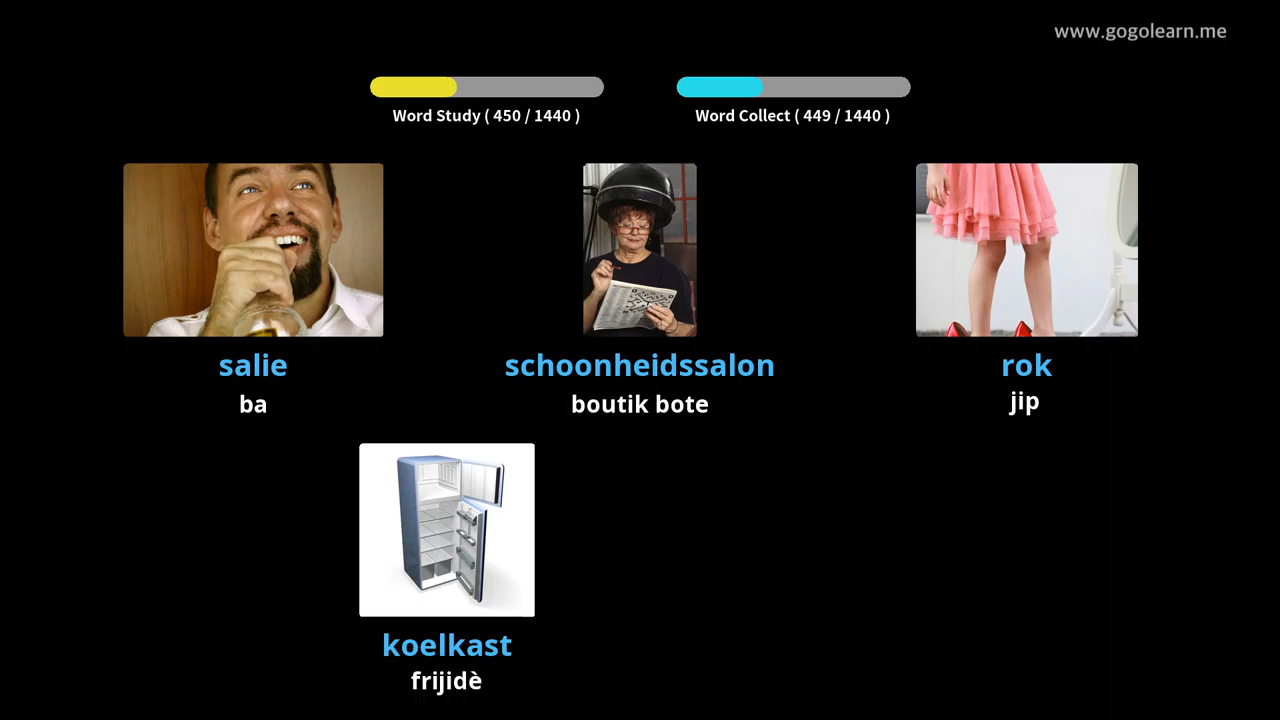 www.gogolearn.me
Word Study ( 450 / 1440 )
Word Collect ( 449 / 1440 )
salie
schoonheidssalon
rok
ba
boutik bote
jip
koelkast
frijidè